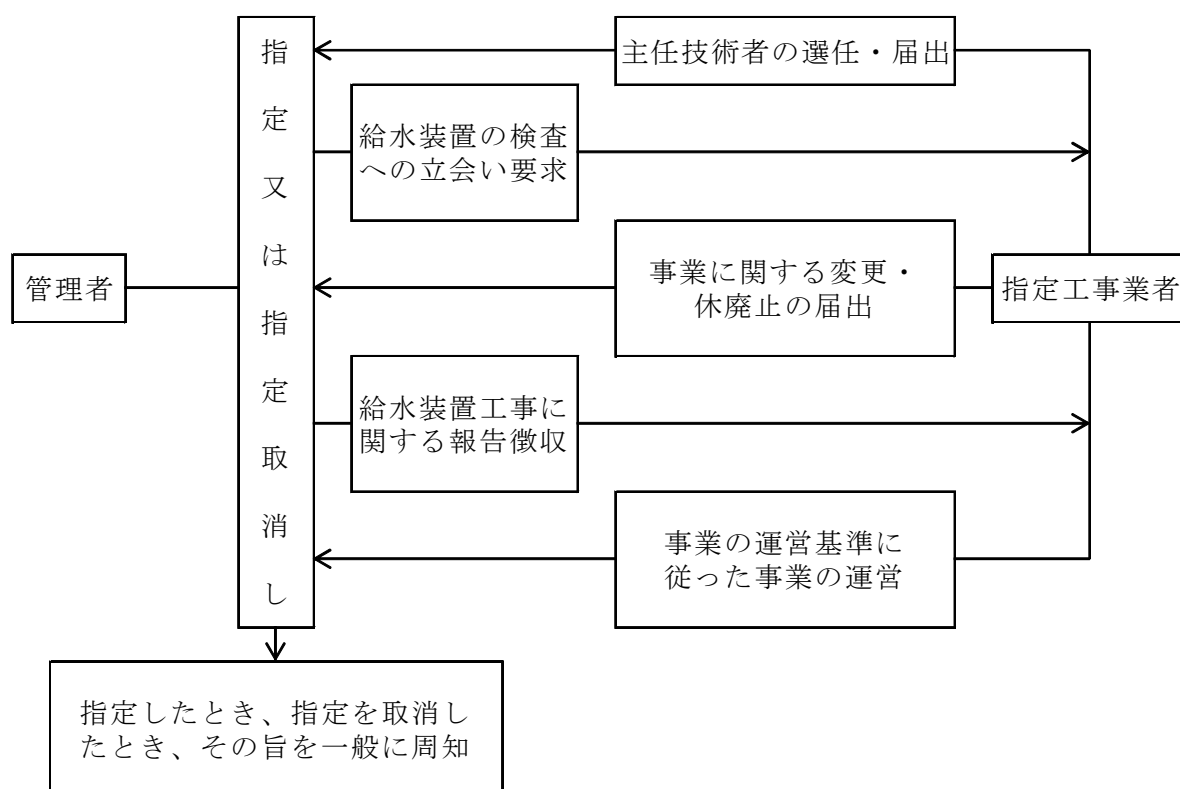 指定又は指定取消し
主任技術者の選任・届出
給水装置の検査
への立会い要求
管理者
事業に関する変更・
休廃止の届出
指定工事業者
給水装置工事に
関する報告徴収
事業の運営基準に
従った事業の運営
指定したとき、指定を取消し
たとき、その旨を一般に周知